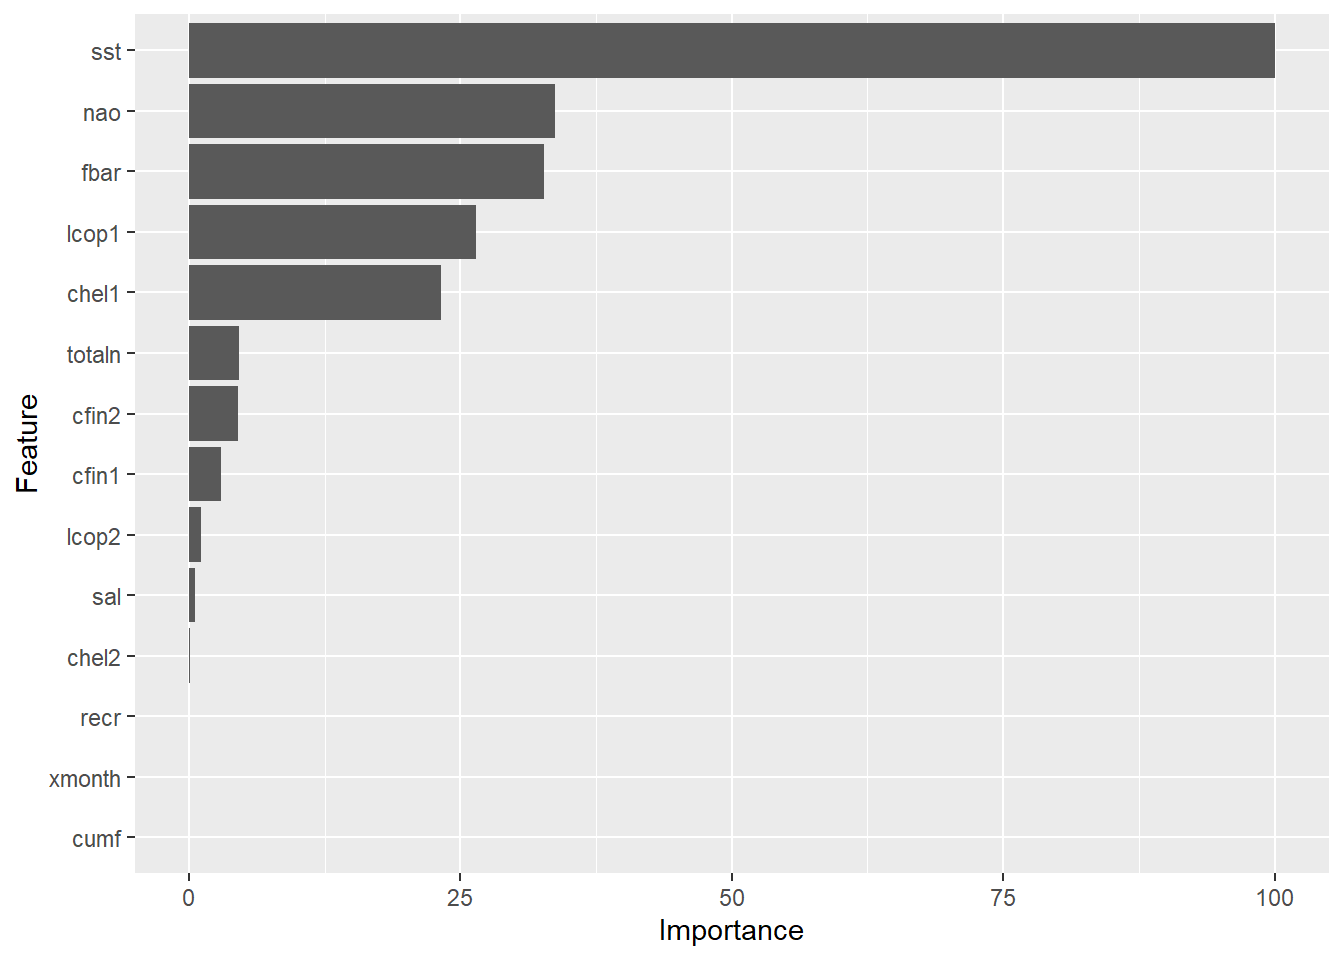 sst
nao
fbar
lcop1
chel1
totaln
cfin2
cfin1
lcop2
sal
chel2
recr
xmonth
cumf
Feature
0 25 50 75 100
Importance